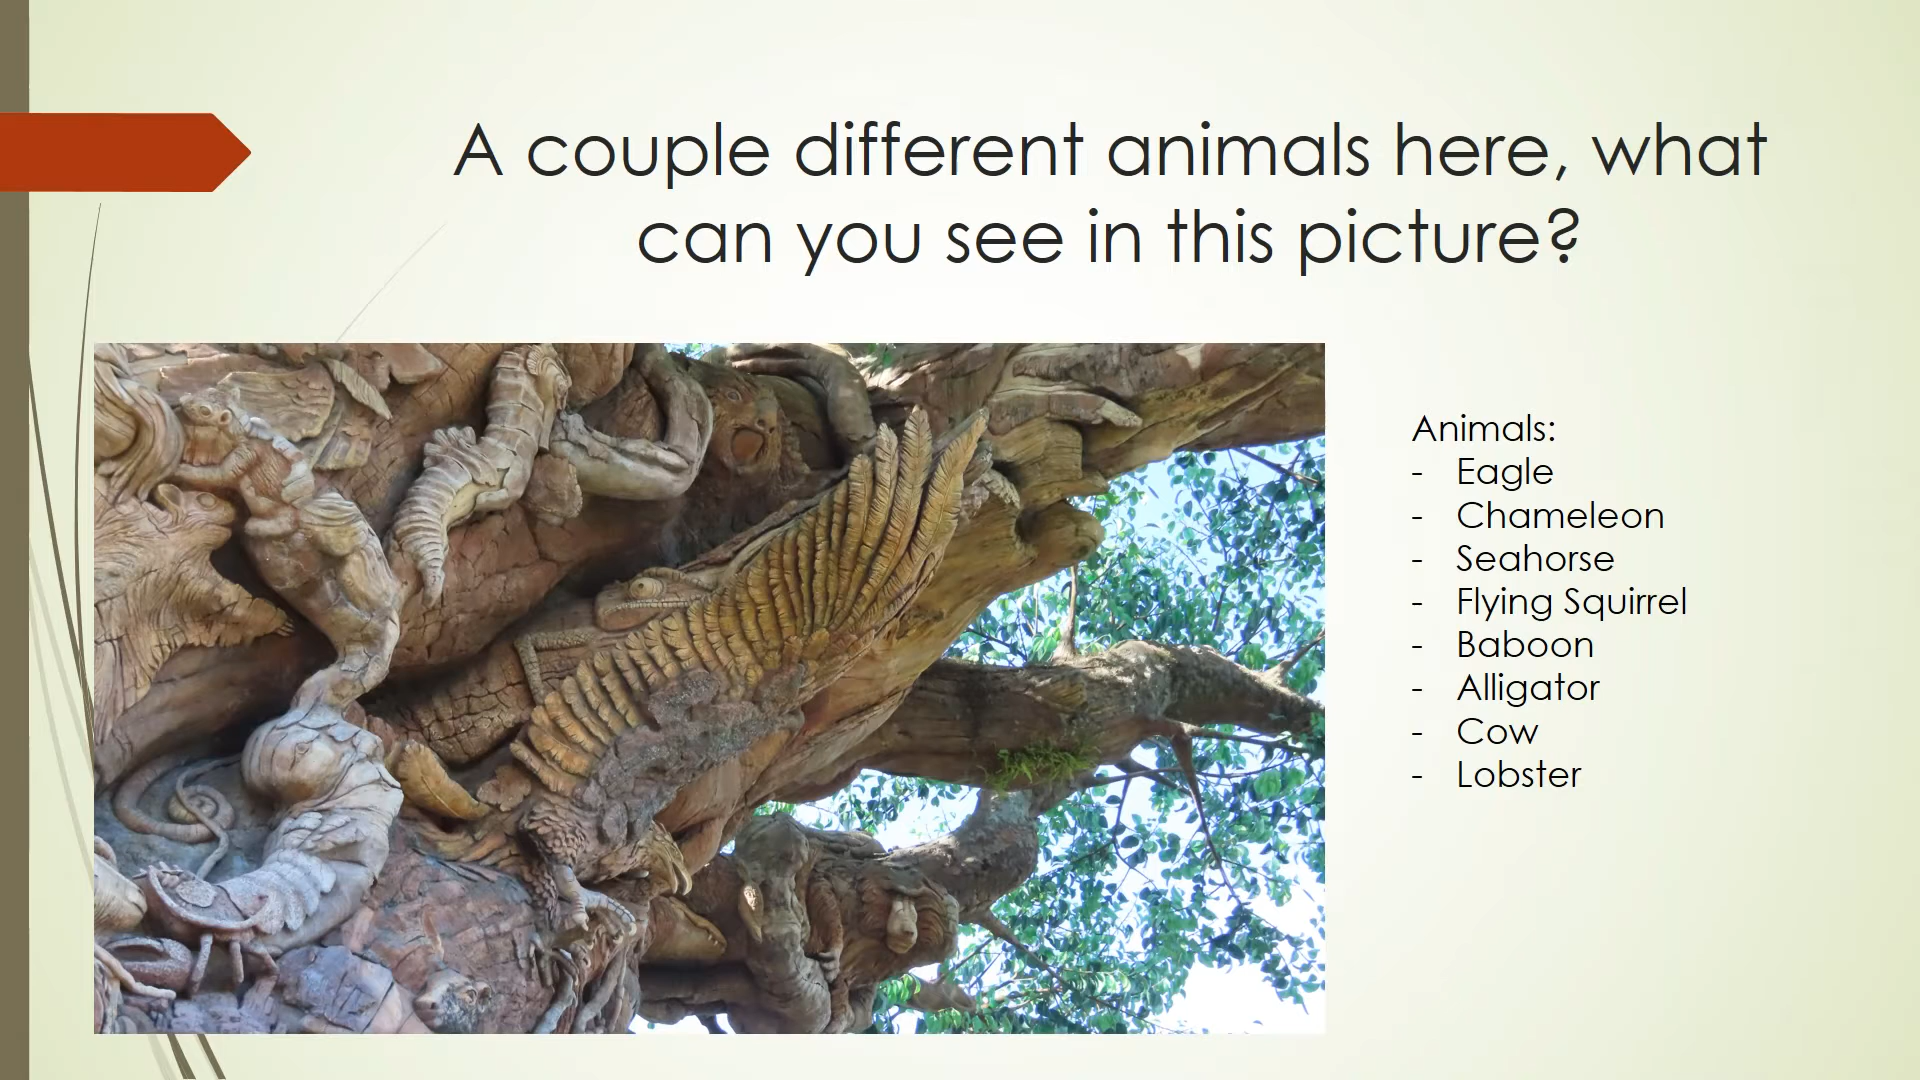 A couple different animals here, what
can you see in this picture?
Animals:
- Eagle
- Chameleon
- Seahorse
- Flying Squirrel
- Baboon
- Alligator
- Cow
- Lobster